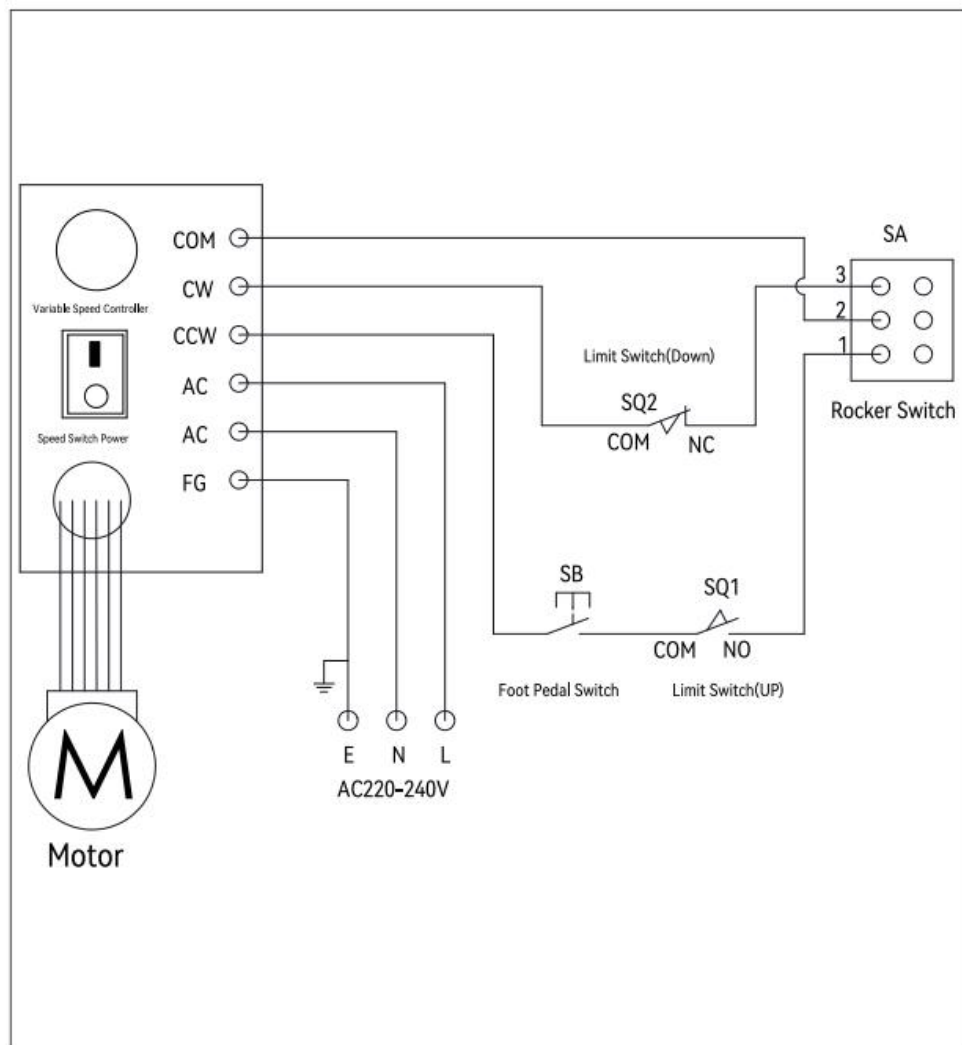 COM
CW
CCW
AC
AC
FG
Variable Speed Controller
Speed Switch Power
SA
3
2
1
Rocker Switch
Limit Switch(Down)
SQ2
COM NC
SB
SQ1
COM NO
Foot Pedal Switch
Limit Switch(UP)
E N L
AC220-240V
M
Motor